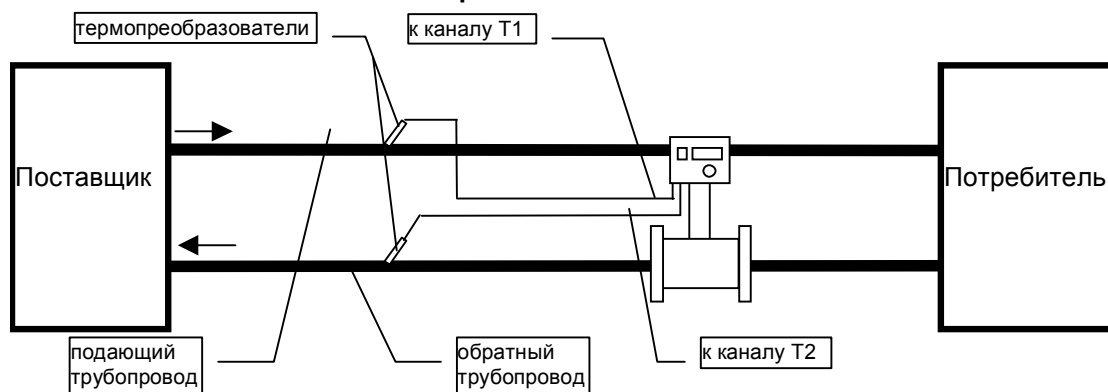 термопреобразователи
к каналу Т1
Поставщик
Потребитель
подающий
трубопровод
обратный
трубопровод
к каналу Т2